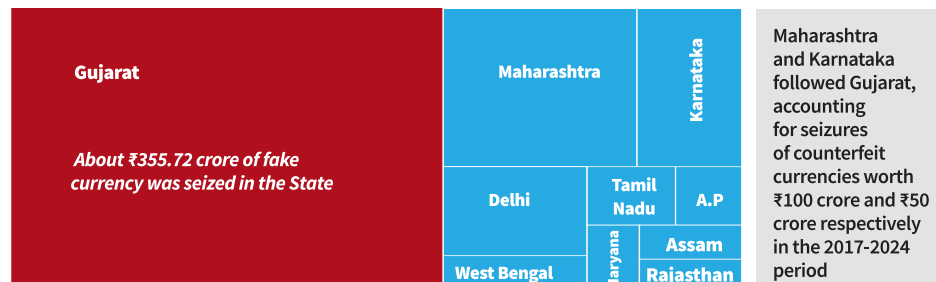 Gujarat
About ₹355.72 crore of fake
currency was seized in the State
Maharashtra
Karnataka
Delhi
Tamil
Nadu
A.P
West Bengal
Assam
Rajasthan
Maharashtra
and Karnataka
followed Gujarat,
accounting
for seizures
of counterfeit
currencies worth
₹100 crore and ₹50
crore respectively
in the 2017-2024
period